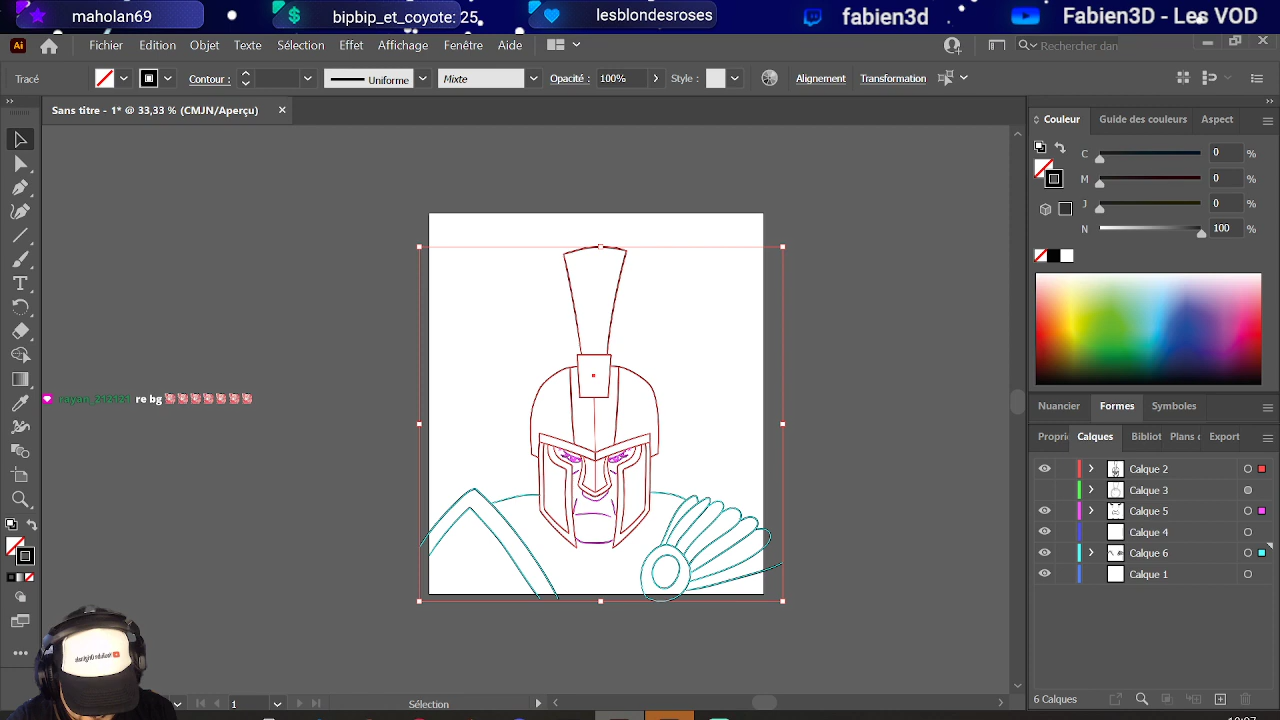 maholan69
bipbip_et_coyote: 25
lesblondesroses
fabien3d
Fabien3D - Les VOD
Ai
Fichier Edition Objet Texte Sélection Effet Affichage Fenêtre Aide
Rechercher dan
Tracé
Contour :
Uniforme
Mixte
Opacité :
100%
Style :
Alignement
Transformation
Sans titre - 1* @ 33,33 % (CMJN/Aperçu)
Couleur
Guide des couleurs
Aspect
C 0 %
M 0 %
J 0 %
N 100 %
rayan_212121 re bg
Nuancier
Formes
Symboles
Proprié
Calques
Bibliot
Plans d
Export
Calque 2
Calque 3
Calque 5
Calque 4
Calque 6
Calque 1
6 Calques
1
Sélection